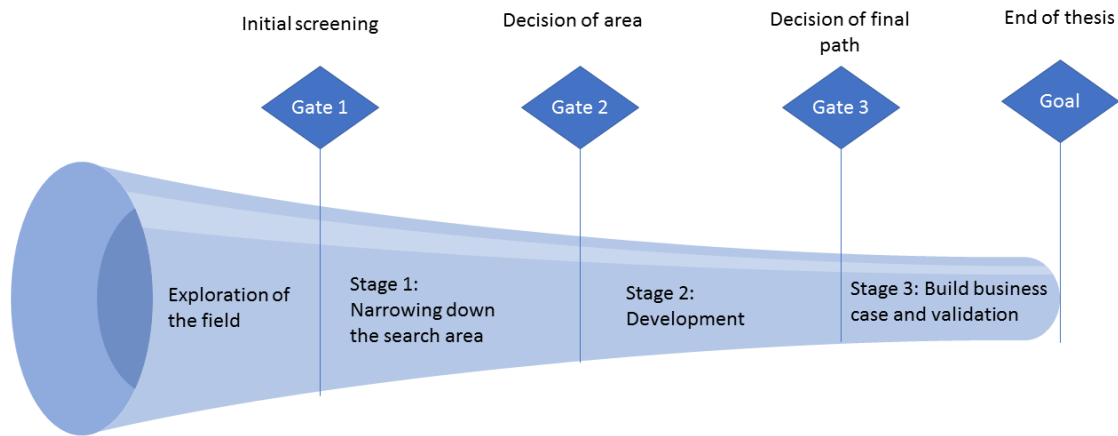 Initial screening
Decision of area
Decision of final
path
End of thesis
Gate 1
Gate 2
Gate 3
Goal
Exploration of
the field
Stage 1:
Narrowing down
the search area
Stage 2:
Development
Stage 3: Build business
case and validation